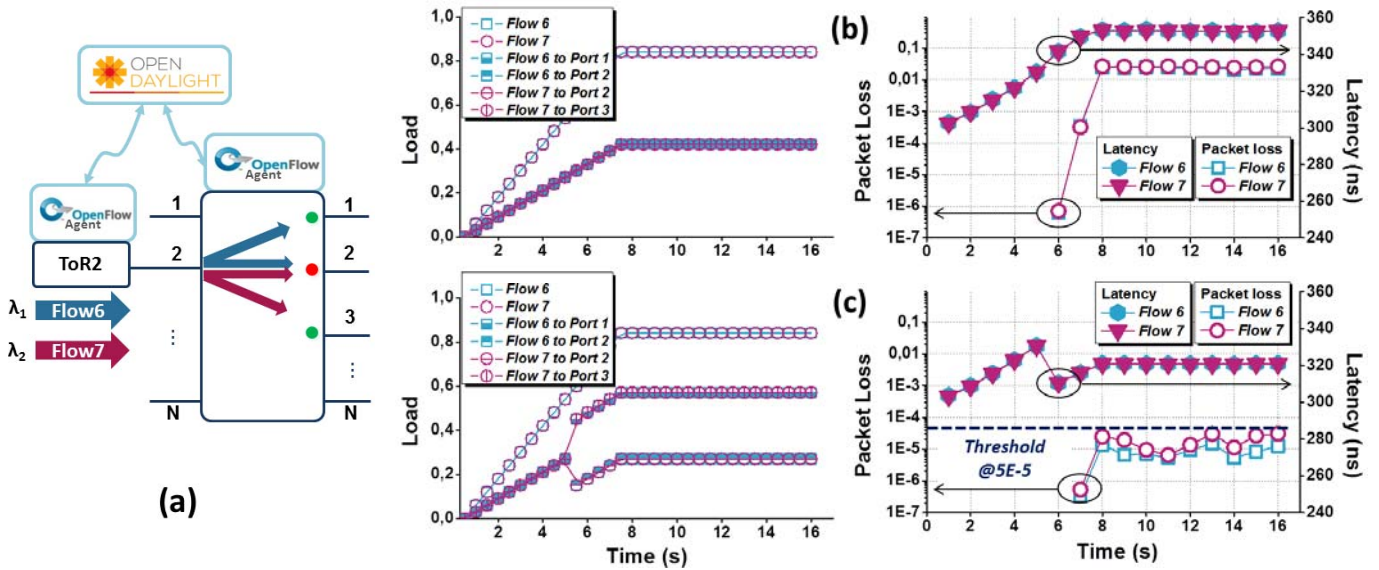 OPEN
DAYLIGHT
OpenFlow
Agent
OpenFlow
Agent
ToR2
λ1 Flow6
λ2 Flow7
1
2
⋮
N
1
2
3
⋮
N
(a)
Flow 6
Flow 7
Flow 6 to Port 1
Flow 6 to Port 2
Flow 7 to Port 2
Flow 7 to Port 3
Load
1,0
0,8
0,6
0,4
0,2
0,0
2 4 6 8 10 12 14 16
(b)
Packet Loss
0,1
0,01
1E-3
1E-4
1E-5
1E-6
1E-7
Latency Packet loss
Flow 6 Flow 6
Flow 7 Flow 7
360
340
320
300
280
260
240
Latency (ns)
0 2 4 6 8 10 12 14 16
Flow 6
Flow 7
Flow 6 to Port 1
Flow 6 to Port 2
Flow 7 to Port 2
Flow 7 to Port 3
Load
1,0
0,8
0,6
0,4
0,2
0,0
2 4 6 8 10 12 14 16
Time (s)
(c)
Packet Loss
0,1
0,01
1E-3
1E-4
1E-5
1E-6
1E-7
Latency Packet loss
Flow 6 Flow 6
Flow 7 Flow 7
Threshold
@5E-5
360
340
320
300
280
260
240
Latency (ns)
0 2 4 6 8 10 12 14 16
Time (s)